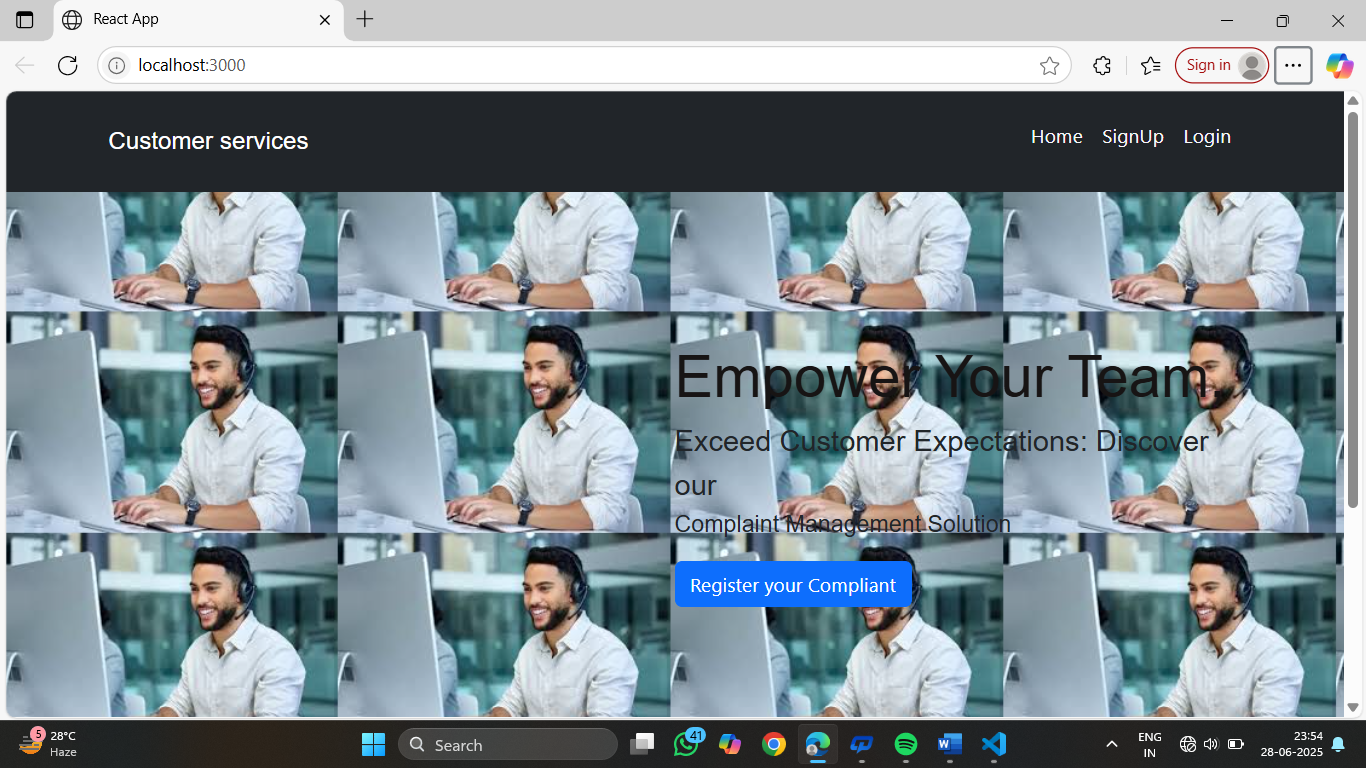 React App
localhost:3000
Sign in
Customer services
Home SignUp Login
Empower Your Team
Exceed Customer Expectations: Discover
our
Complaint Management Solution
Register your Compliant
5
28°C
Haze
Search
41
ENG
IN
23:54
28-06-2025